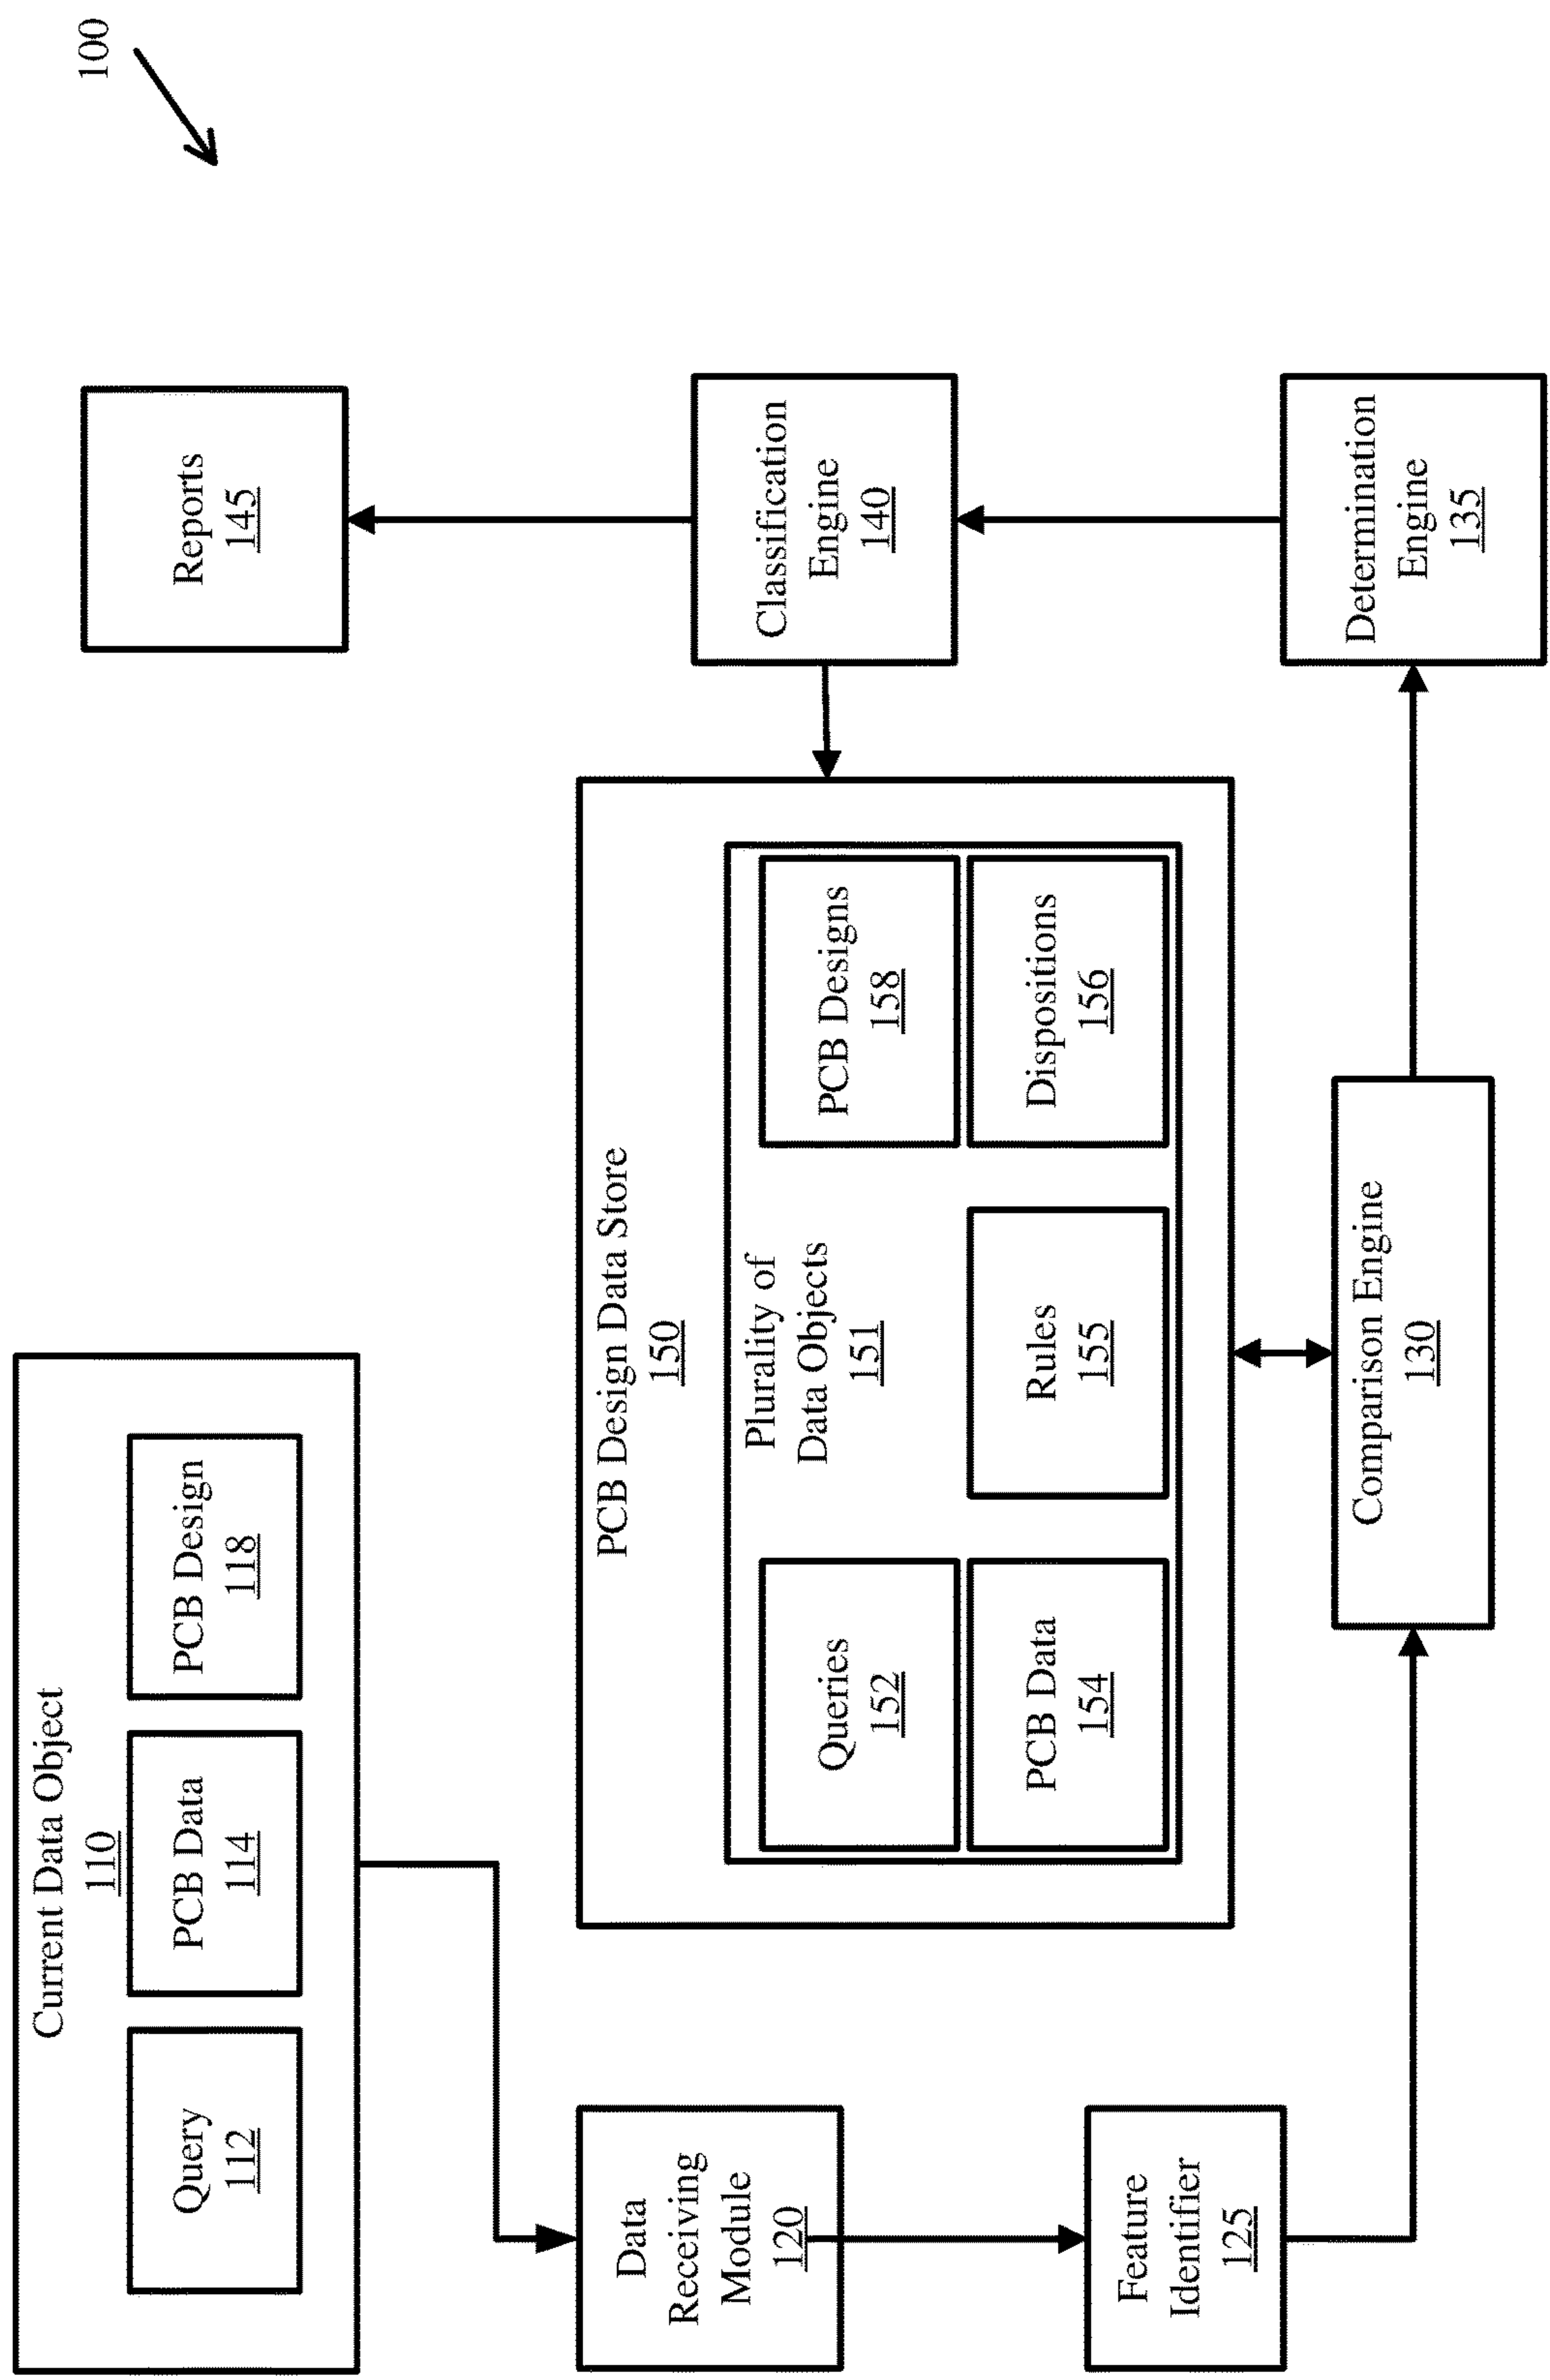 100
Current Data Object
110
Query
112
PCB Data
114
PCB Design
118
Reports
145
Data
Receiving
Module
120
PCB Design Data Store
150
Plurality of
Data Objects
151
Queries
152
PCB Designs
158
PCB Data
154
Rules
155
Dispositions
156
Classification
Engine
140
Feature
Identifier
125
Comparison Engine
130
Determination
Engine
135